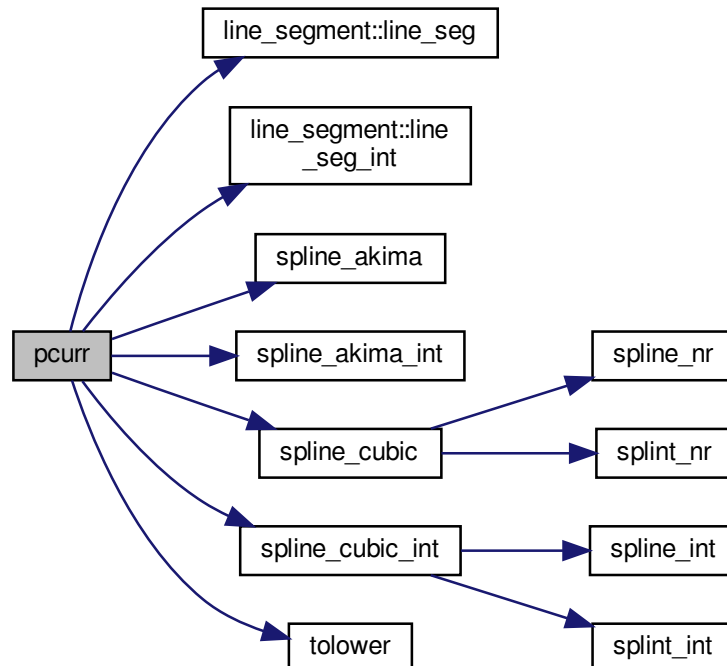 line_segment::line_seg
line_segment::line
_seg_int
spline_akima
pcurr
spline_akima_int
spline_nr
spline_cubic
splint_nr
spline_cubic_int
spline_int
tolower
splint_int